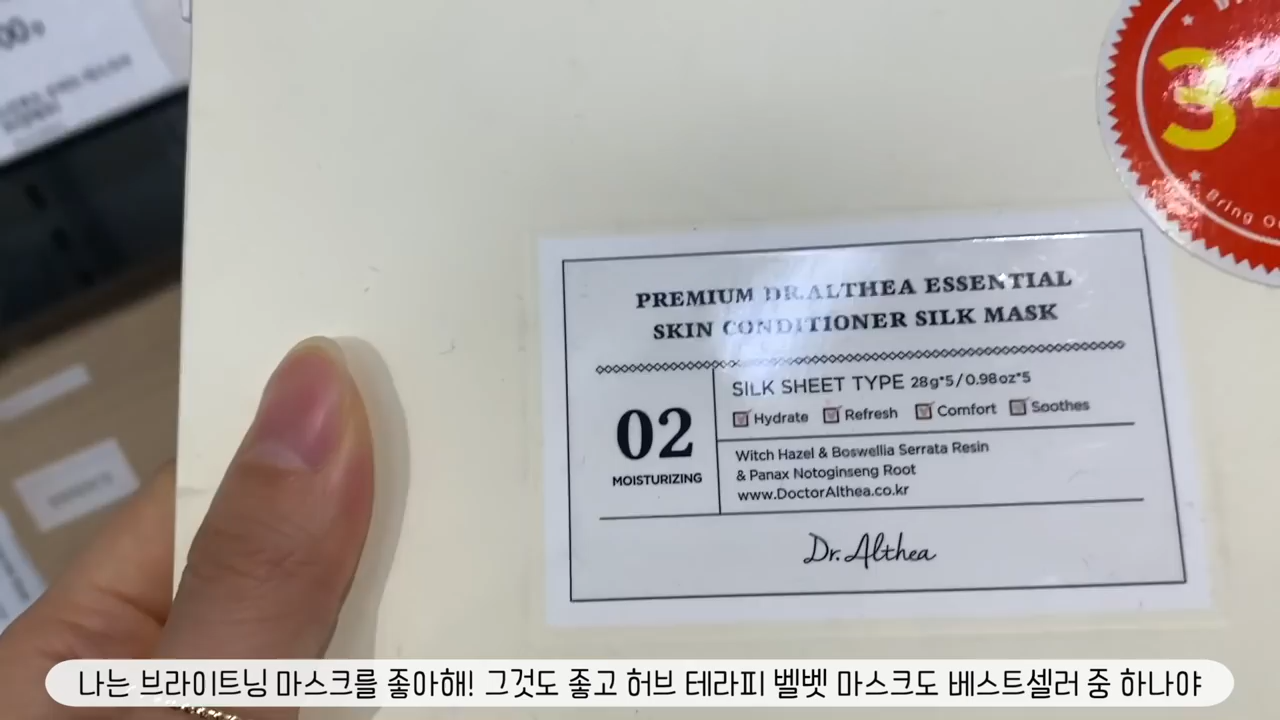 3
Bring
PREMIUM DR.ALTHEA ESSENTIAL
SKIN CONDITIONER SILK MASK
02
MOISTURIZING
SILK SHEET TYPE 28g*5/0.98oz*5
Hydrate Refresh Comfort Soothes
Witch Hazel & Boswellia Serrata Resin
& Panax Notoginseng Root
www.DoctorAlthea.co.kr
Dr. Althea
나는 브라이트닝 마스크를 좋아해! 그것도 좋고 허브 테라피 벨벳 마스크도 베스트셀러 중 하나야